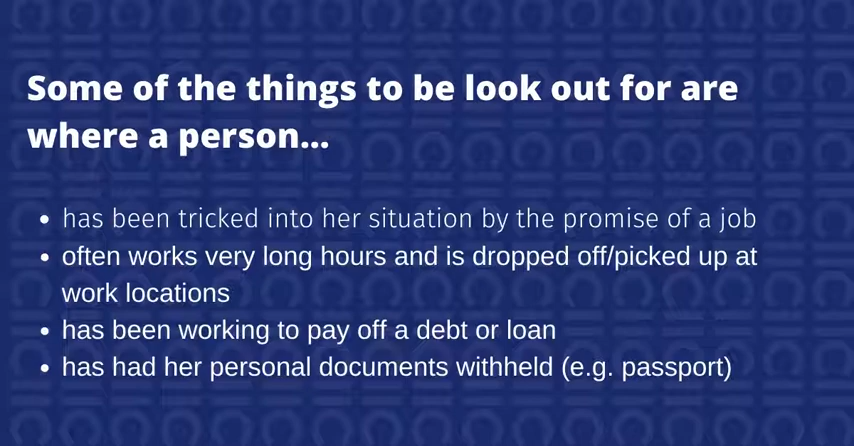 Some of the things to be look out for are
where a person...
• has been tricked into her situation by the promise of a job
• often works very long hours and is dropped off/picked up at
work locations
• has been working to pay off a debt or loan
• has had her personal documents withheld (e.g. passport)